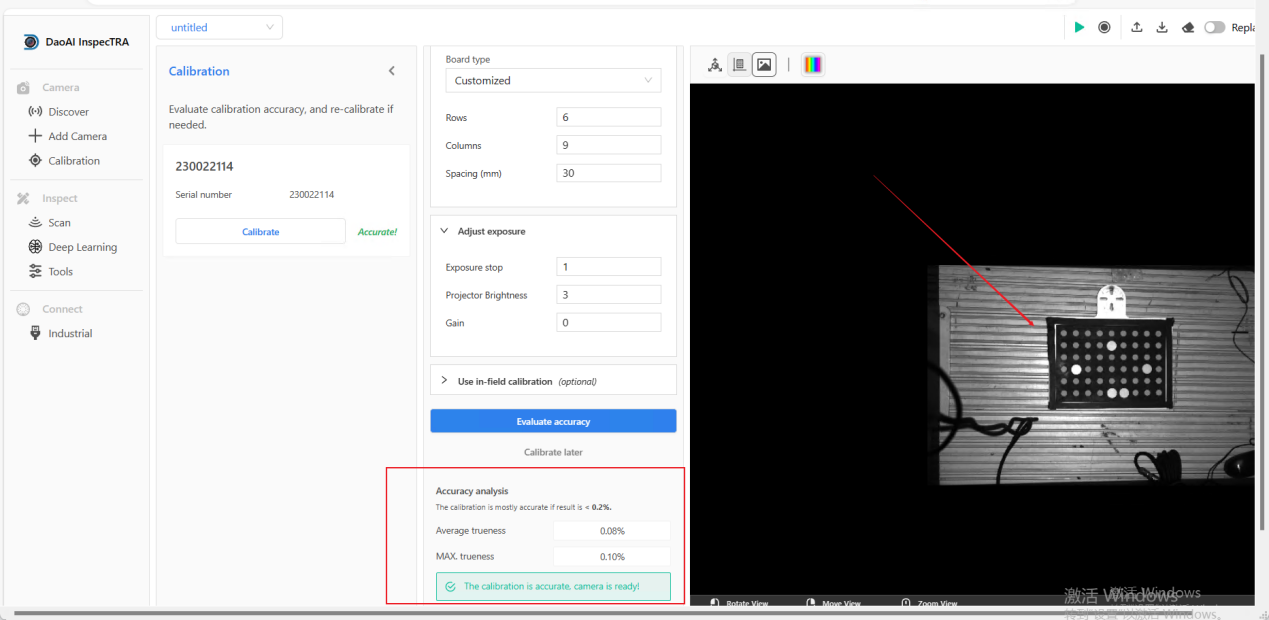 DaoAI InspecTRA
Camera
Discover
Add Camera
Calibration
Inspect
Scan
Deep Learning
Tools
Connect
Industrial
untitled
Calibration
Evaluate calibration accuracy, and re-calibrate if
needed.
230022114
Serial number 230022114
Calibrate Accurate!
Board type
Customized
Rows 6
Columns 9
Spacing (mm) 30
Adjust exposure
Exposure stop 1
Projector Brightness 3
Gain 0
Use in-field calibration (optional)
Evaluate accuracy
Calibrate later
Accuracy analysis
The calibration is mostly accurate if result is < 0.2%.
Average trueness 0.08%
MAX. trueness 0.10%
The calibration is accurate, camera is ready!
Repla
Rotate View Move View Zoom View
激活 Windows
激活 Windows